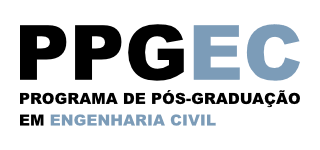 PPGEC
PROGRAMA DE PÓS-GRADUAÇÃO
EM ENGENHARIA CIVIL